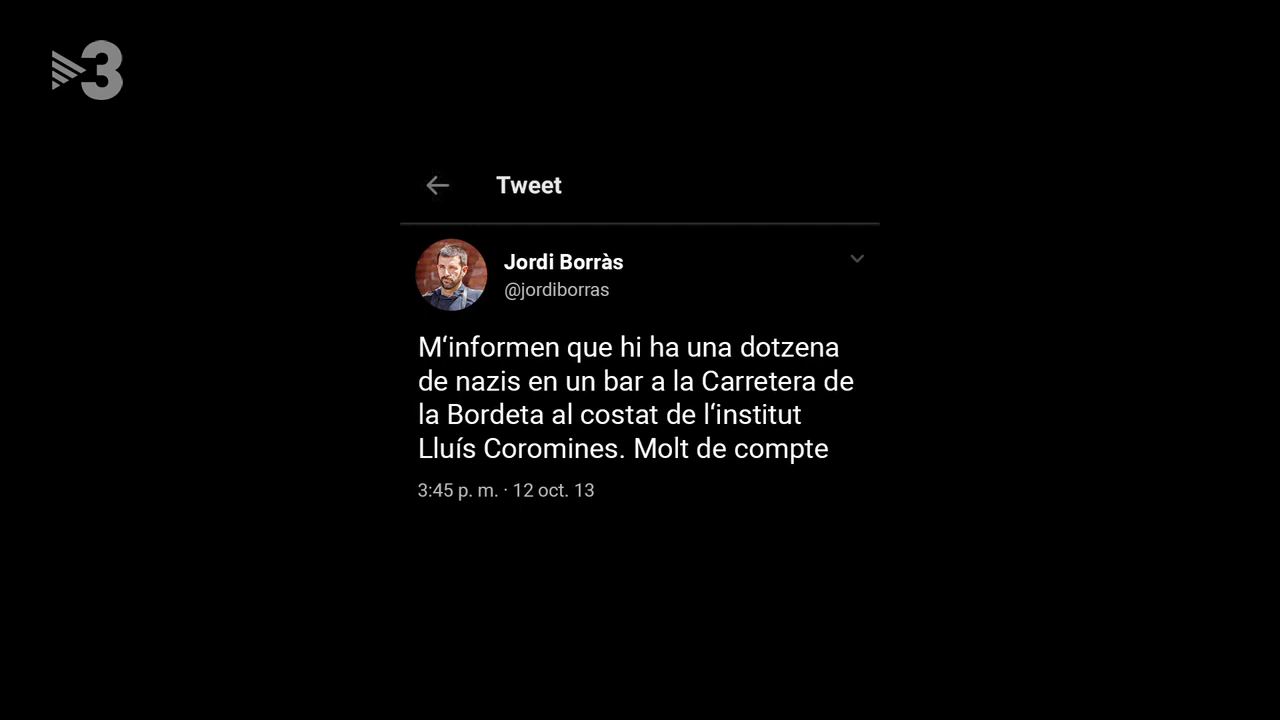 3
Tweet
Jordi Borràs
@jordiborras
M‘informen que hi ha una dotzena
de nazis en un bar a la Carretera de
la Bordeta al costat de l‘institut
Lluís Coromines. Molt de compte
3:45 p. m. · 12 oct. 13